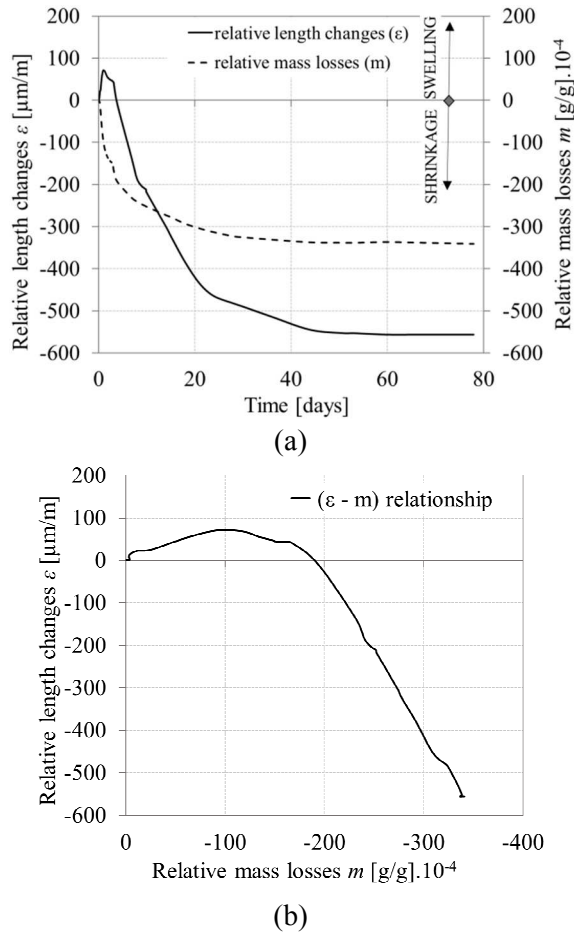 200
100
0
-100
-200
-300
-400
-500
-600
Relative length changes ε [μm/m]
relative length changes (ε)
relative mass losses (m)
SWELLING
SHRINKAGE
200
100
0
-100
-200
-300
-400
-500
-600
Relative mass losses m [g/g].10-4
0 20 40 60 80
Time [days]
(a)
200
100
0
-100
-200
-300
-400
-500
-600
Relative length changes ε [μm/m]
(ε - m) relationship
0 -100 -200 -300 -400
Relative mass losses m [g/g].10-4
(b)